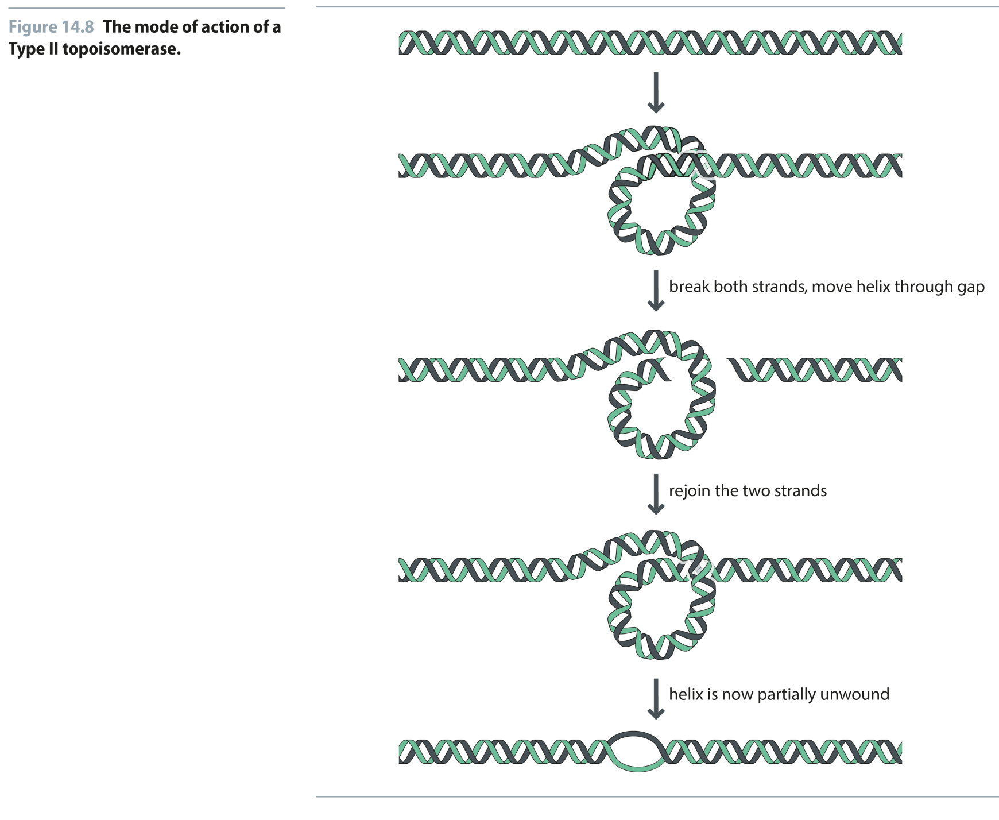 Figure 14.8 The mode of action of a
Type II topoisomerase.
break both strands, move helix through gap
rejoin the two strands
helix is now partially unwound